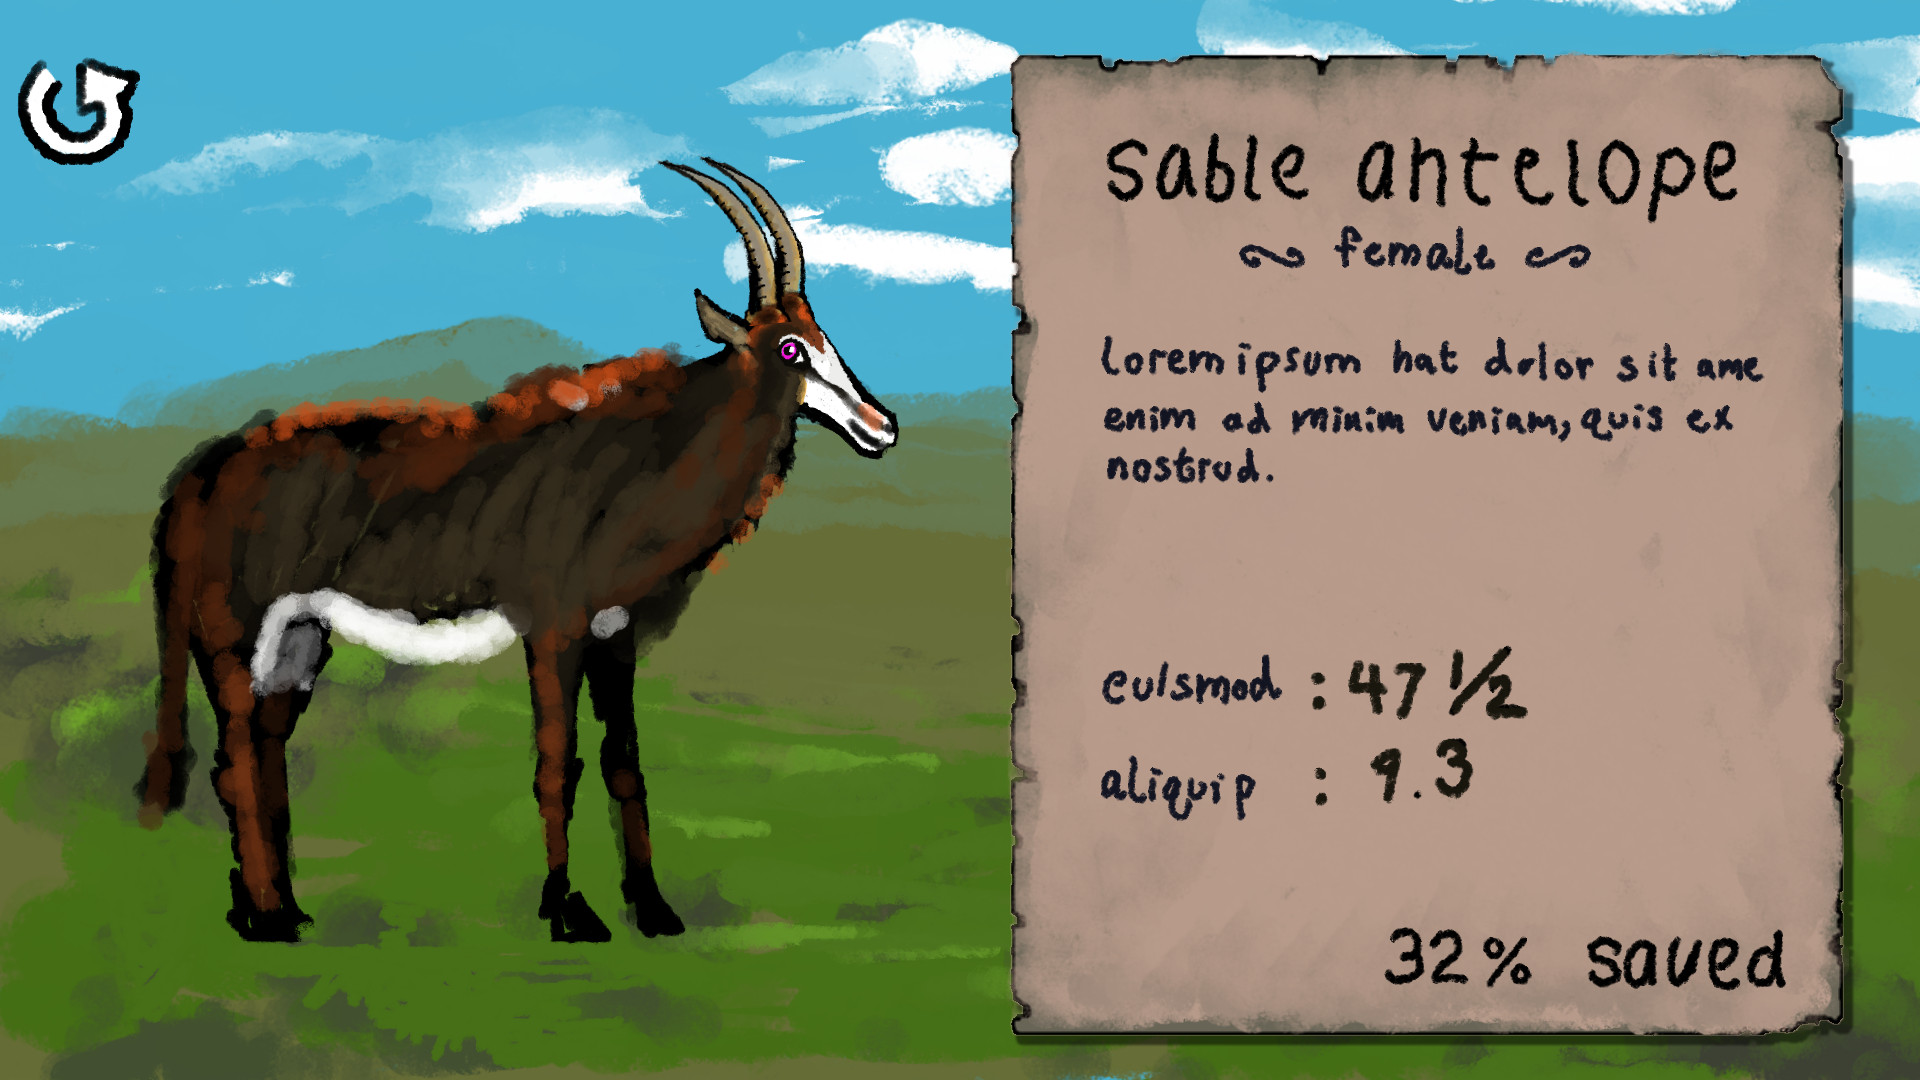 sable antelope
female
lorem ipsum hat dolor sit ame
enim ad minim veniam, quis ex
nostrud.
eulsmod : 47 1/2
aliquip : 9.3
32% saved